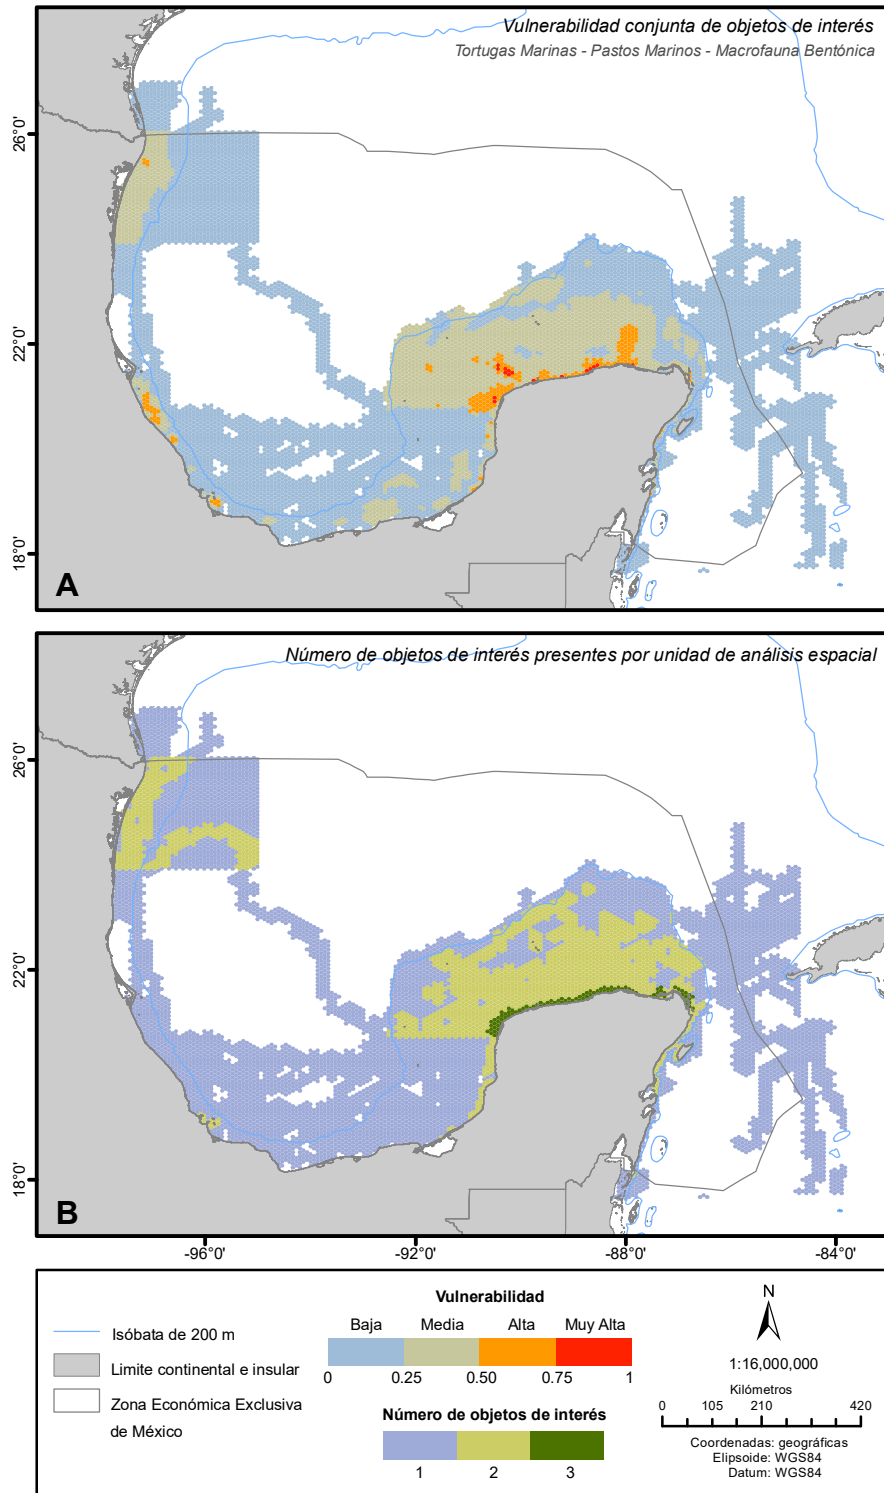 Vulnerabilidad conjunta de objetos de interés
Tortugas Marinas - Pastos Marinos - Macrofauna Bentónica
26°0'
22°0'
18°0'
A
Número de objetos de interés presentes por unidad de análisis espacial
26°0'
22°0'
18°0'
B
-96°0' -92°0' -88°0' -84°0'
Isóbata de 200 m
Limite continental e insular
Zona Económica Exclusiva
de México
Vulnerabilidad
Baja Media Alta Muy Alta
0 0.25 0.50 0.75 1
Número de objetos de interés
1 2 3
N
1:16,000,000
Kilómetros
0 105 210 420
Coordenadas: geográficas
Elipsoide: WGS84
Datum: WGS84